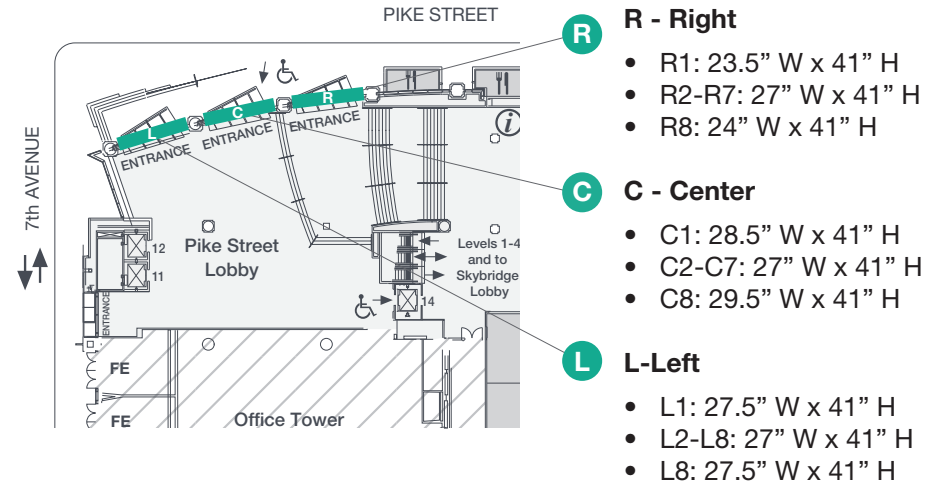 PIKE STREET
7th AVENUE
R
C
L
ENTRANCE
ENTRANCE
ENTRANCE
i
12
11
Pike Street
Lobby
Levels 1-4
and to
Skybridge
Lobby
14
ENTRANCE
FE
FE
Office Tower
R
R - Right
• R1: 23.5” W x 41” H
• R2-R7: 27” W x 41” H
• R8: 24” W x 41” H
C
C - Center
• C1: 28.5” W x 41” H
• C2-C7: 27” W x 41” H
• C8: 29.5” W x 41” H
L
L-Left
• L1: 27.5” W x 41” H
• L2-L8: 27” W x 41” H
• L8: 27.5” W x 41” H